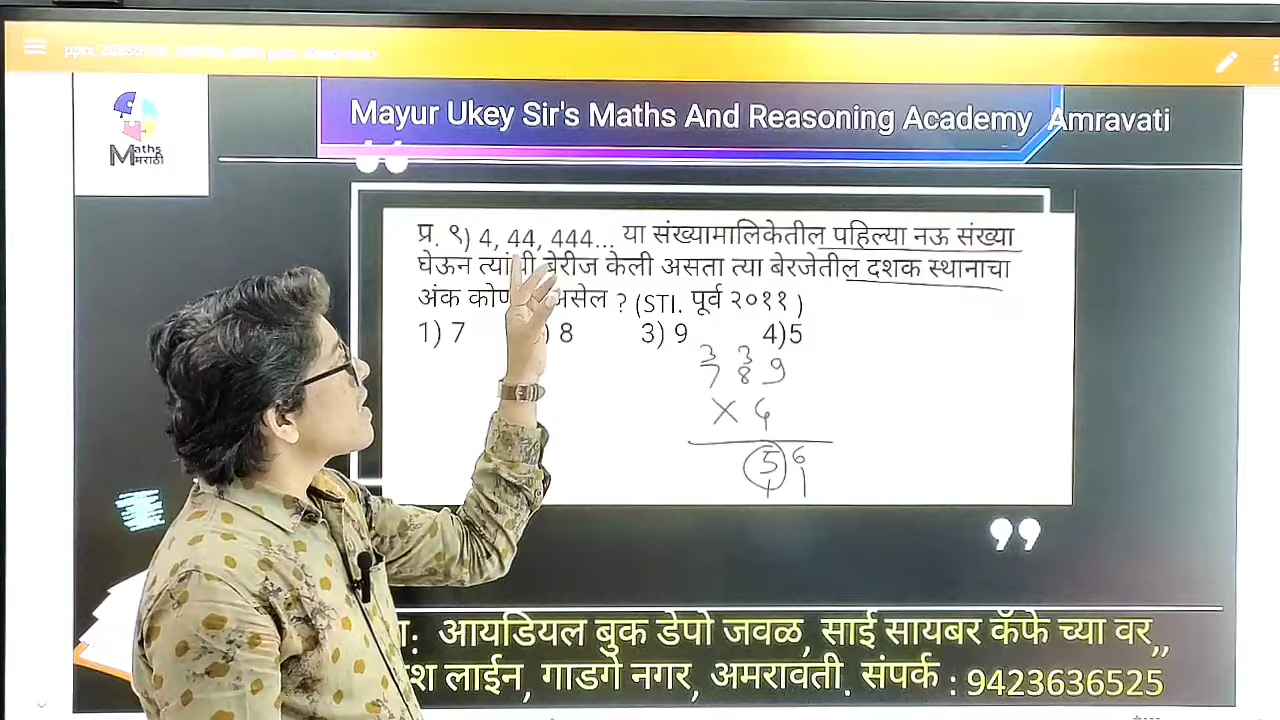 Mayur Ukey Sir's Maths And Reasoning Academy Amravati
Maths
मराठी
प्र. ९) 4, 44, 444... या संख्यामालिकेतील पहिल्या नऊ संख्या
घेऊन त्यांची बेरीज केली असता त्या बेरजेतील दशक स्थानाचा
अंक असेल ? (STI. पूर्व २०११ )
1) 7 ) 8 3) 9 4)5
3 3
7 8 9
× 4
5 6
आयडियल बुक डेपो जवळ, साई सायबर कॅफे च्या वर,,
लाईन, गाडगे नगर, अमरावती. संपर्क : 9423636525